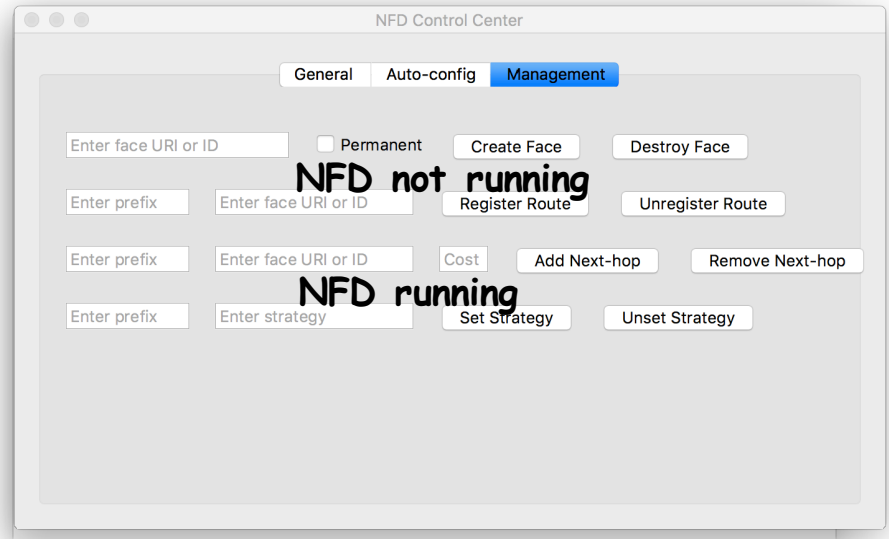 NFD Control Center
General Auto-config Management
Enter face URI or ID Permanent Create Face Destroy Face
NFD not running
Enter prefix Enter face URI or ID Register Route Unregister Route
Enter prefix Enter face URI or ID Cost Add Next-hop Remove Next-hop
NFD running
Enter prefix Enter strategy Set Strategy Unset Strategy